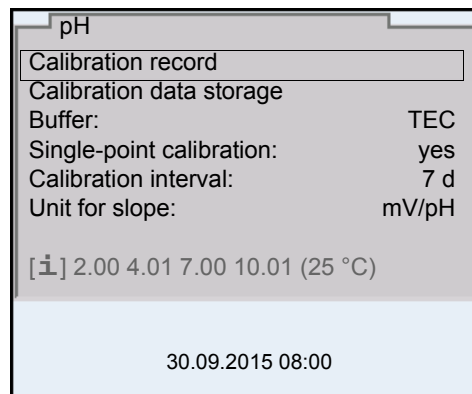 pH
Calibration record
Calibration data storage
Buffer: TEC
Single-point calibration: yes
Calibration interval: 7 d
Unit for slope: mV/pH
[i] 2.00 4.01 7.00 10.01 (25 °C)
30.09.2015 08:00